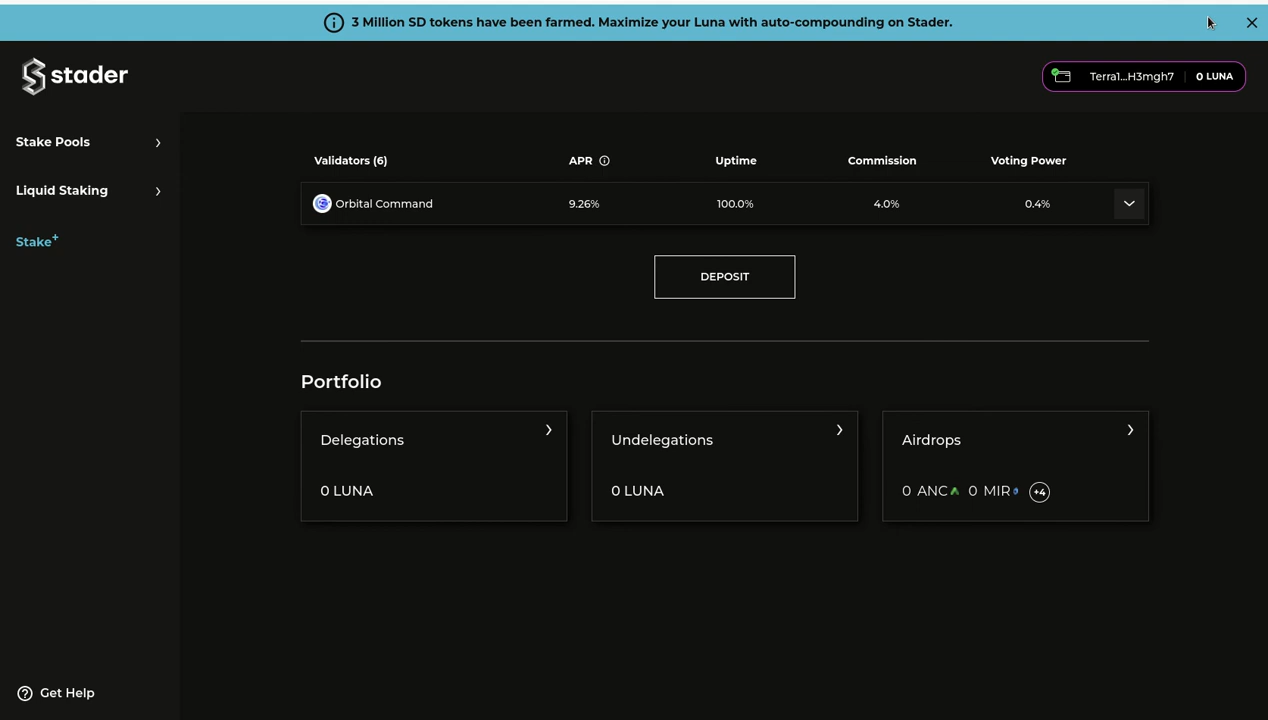 3 Million SD tokens have been farmed. Maximize your Luna with auto-compounding on Stader.
stader
Terra1...H3mgh7
0 LUNA
Stake Pools
Liquid Staking
Stake+
Validators (6)
APR
Uptime
Commission
Voting Power
Orbital Command
9.26%
100.0%
4.0%
0.4%
DEPOSIT
Portfolio
Delegations
0 LUNA
Undelegations
0 LUNA
Airdrops
0 ANC 0 MIR +4
Get Help